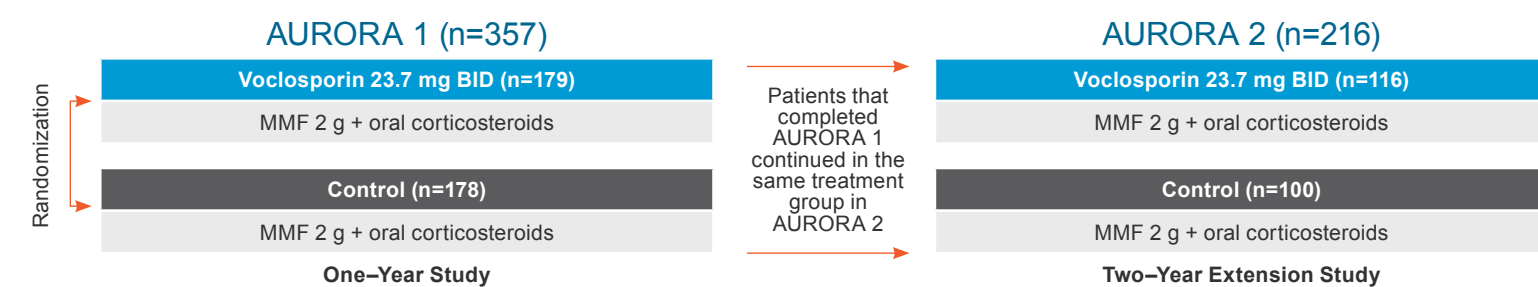 AURORA 1 (n=357)
Randomization
Voclosporin 23.7 mg BID (n=179)
MMF 2 g + oral corticosteroids
Control (n=178)
MMF 2 g + oral corticosteroids
One–Year Study
Patients that
completed
AURORA 1
continued in the
same treatment
group in
AURORA 2
AURORA 2 (n=216)
Voclosporin 23.7 mg BID (n=116)
MMF 2 g + oral corticosteroids
Control (n=100)
MMF 2 g + oral corticosteroids
Two–Year Extension Study